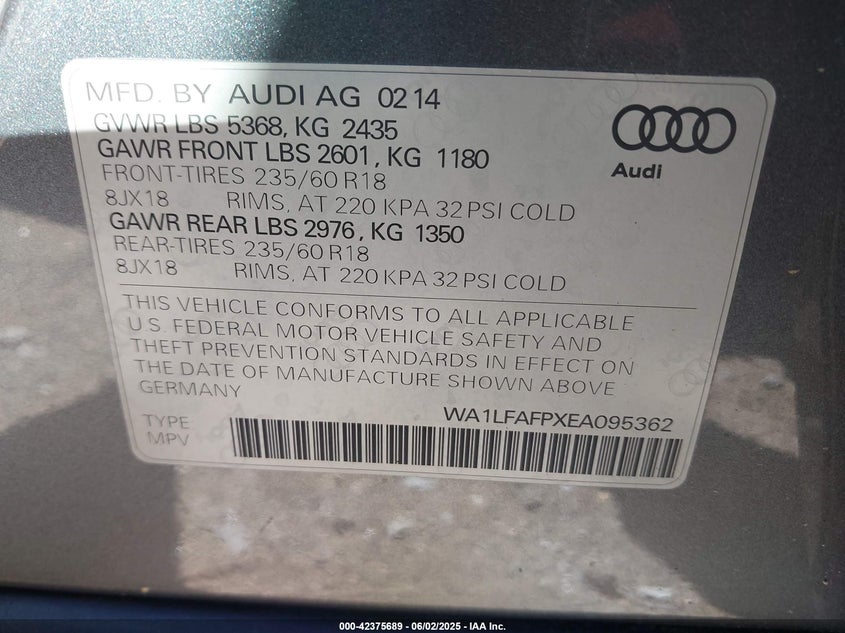 MFD. BY AUDI AG 02 14
GVWR LBS 5368, KG 2435
GAWR FRONT LBS 2601, KG 1180
FRONT-TIRES 235/60 R18
8JX18 RIMS, AT 220 KPA 32 PSI COLD
GAWR REAR LBS 2976, KG 1350
REAR-TIRES 235/60 R18
8JX18 RIMS, AT 220 KPA 32 PSI COLD
Audi
THIS VEHICLE CONFORMS TO ALL APPLICABLE
U.S. FEDERAL MOTOR VEHICLE SAFETY AND
THEFT PREVENTION STANDARDS IN EFFECT ON
THE DATE OF MANUFACTURE SHOWN ABOVE
GERMANY
TYPE WA1LFAFPXEA095362
MPV
000-42375689 - 06/02/2025 - IAA Inc.